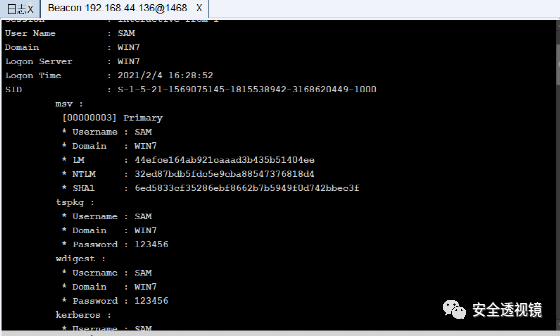 日志X Beacon 192.168.44.136@1468 X
Session : Interactive from 1
User Name : SAM
Domain : WIN7
Logon Server : WIN7
Logon Time : 2021/2/4 16:28:52
SID : S-1-5-21-1569075145-1815538942-3168620449-1000
msv :
[00000003] Primary
* Username : SAM
* Domain : WIN7
* LM : 44efce164ab921caaad3b435b51404ee
* NTLM : 32ed87bdb5fdc5e9cba88547376818d4
* SHA1 : 6ed5833cf35286ebf8662b7b5949f0d742bbec3f
tspkg :
* Username : SAM
* Domain : WIN7
* Password : 123456
wdigest :
* Username : SAM
* Domain : WIN7
* Password : 123456
kerberos :
* Username : SAM
安全透视镜